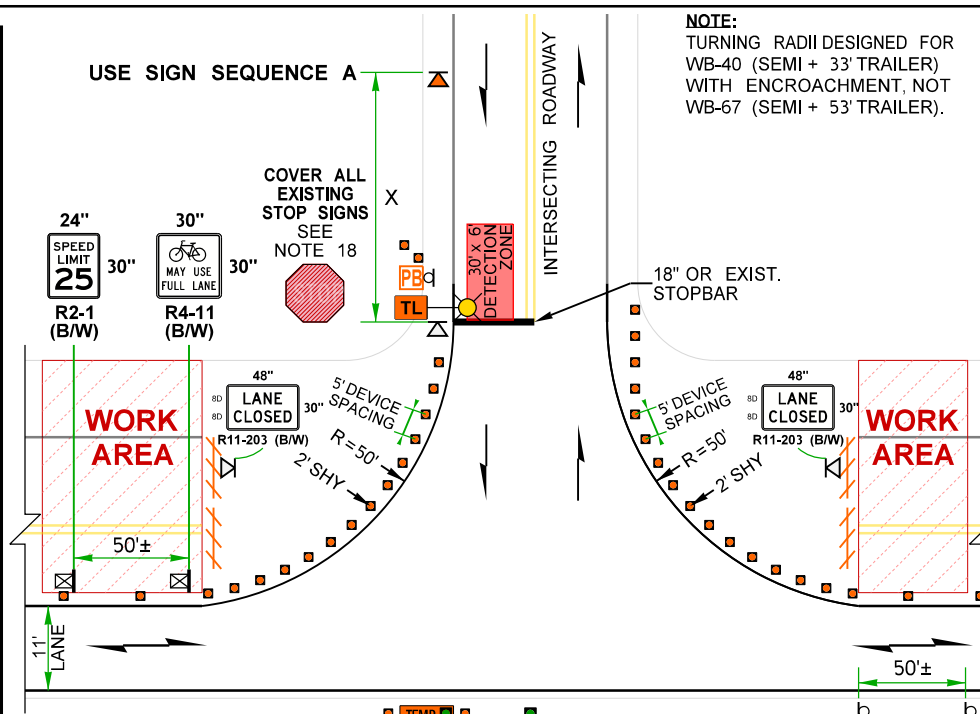 NOTE:
TURNING RADII DESIGNED FOR
WB-40 (SEMI + 33' TRAILER)
WITH ENCROACHMENT, NOT
WB-67 (SEMI + 53' TRAILER).
USE SIGN SEQUENCE A
INTERSECTING ROADWAY
COVER ALL
EXISTING
STOP SIGNS
SEE
NOTE 18
X
STOP
30' x 6'
DETECTION
ZONE
PB
TL
18" OR EXIST.
STOPBAR
24"
SPEED
LIMIT
25
30"
R2-1
(B/W)
30"
MAY USE
FULL LANE
30"
R4-11
(B/W)
WORK
AREA
48"
8D
8D
LANE
CLOSED
30"
R11-203 (B/W)
5' DEVICE
SPACING
R=50'
2' SHY
5' DEVICE
SPACING
R=50'
2' SHY
48"
8D
8D
LANE
CLOSED
30"
R11-203 (B/W)
WORK
AREA
50'±
11'
LANE
50'±
TEMP